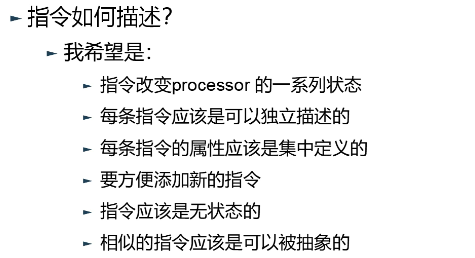 指令如何描述?
我希望是:
指令改变processor 的一系列状态
每条指令应该是可以独立描述的
每条指令的属性应该是集中定义的
要方便添加新的指令
指令应该是无状态的
相似的指令应该是可以被抽象的